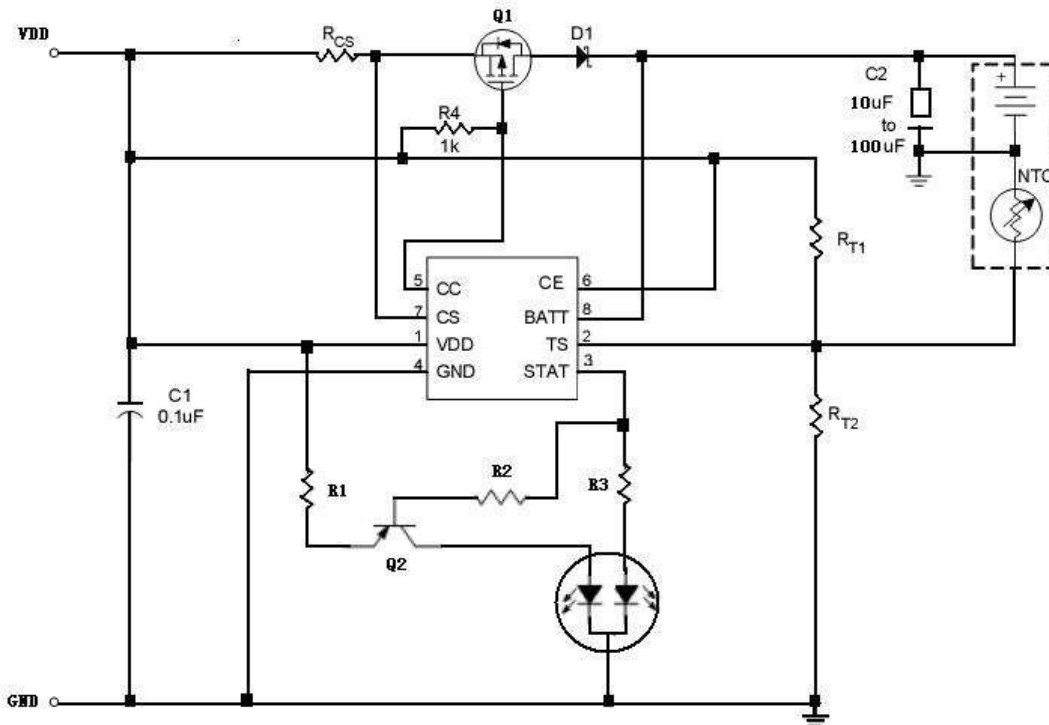 Q1
VDD
RCS
D1
C2
10uF
to
100uF
+
R4
1k
NTC
RT1
5
CC
CE
6
7
CS
BATT
8
1
VDD
TS
2
4
GND
STAT
3
C1
0.1uF
RT2
R1
R2
R3
Q2
GND